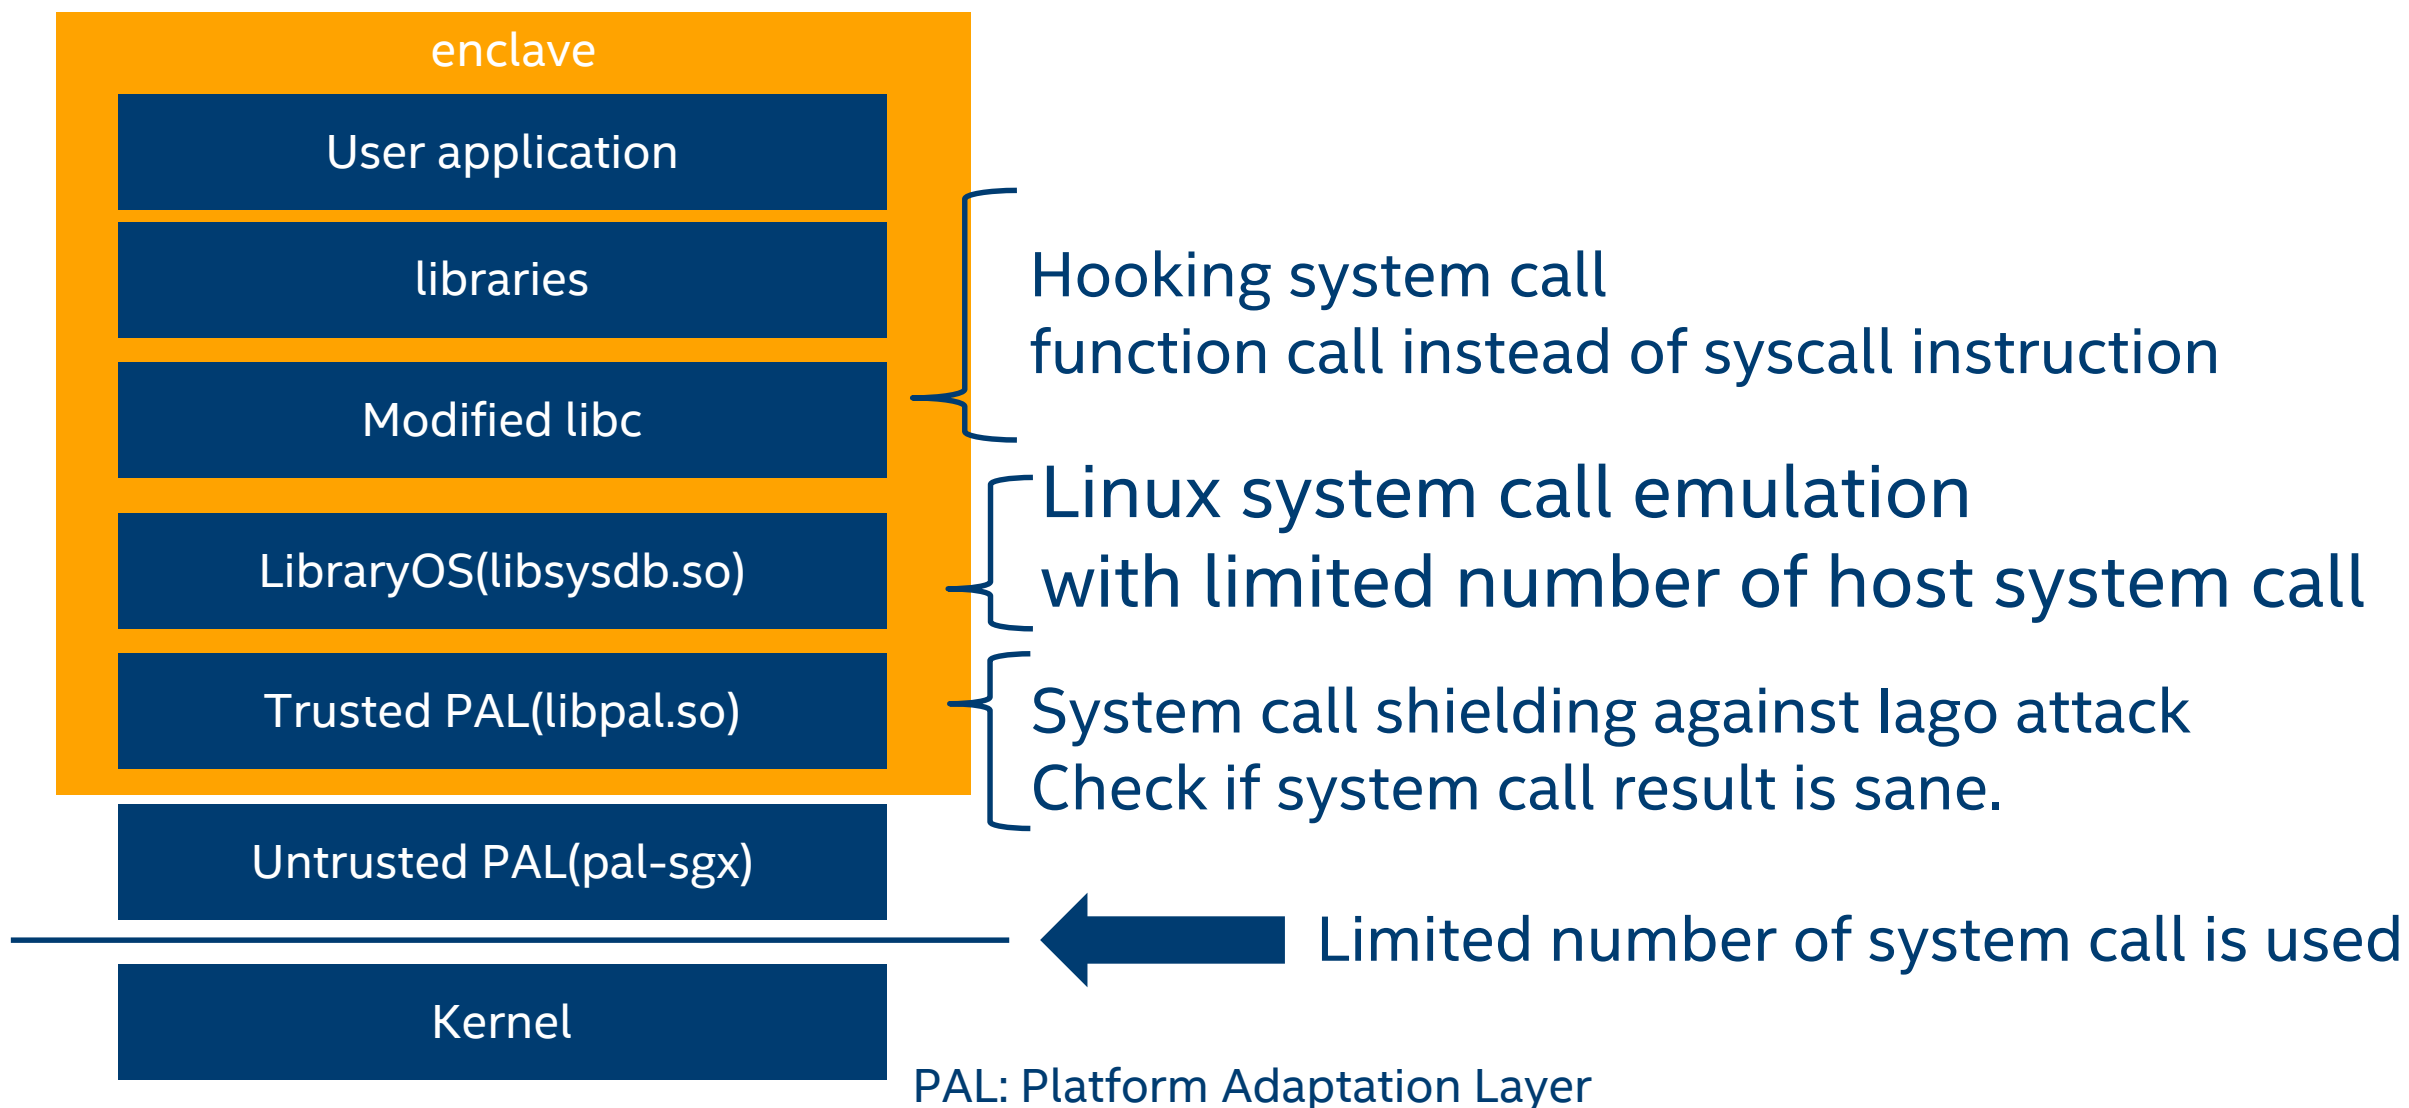 enclave
User application
libraries
Modified libc
Hooking system call
function call instead of syscall instruction
LibraryOS(libsysdb.so)
Linux system call emulation
with limited number of host system call
Trusted PAL(libpal.so)
System call shielding against Iago attack
Check if system call result is sane.
Untrusted PAL(pal-sgx)
Limited number of system call is used
Kernel
PAL: Platform Adaptation Layer